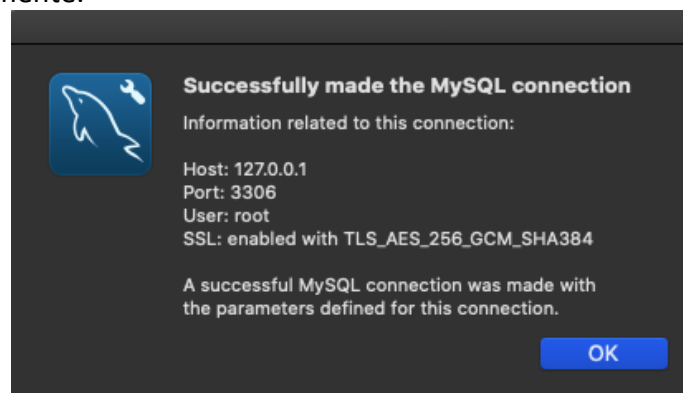 Successfully made the MySQL connection
Information related to this connection:
Host: 127.0.0.1
Port: 3306
User: root
SSL: enabled with TLS_AES_256_GCM_SHA384
A successful MySQL connection was made with
the parameters defined for this connection.
OK